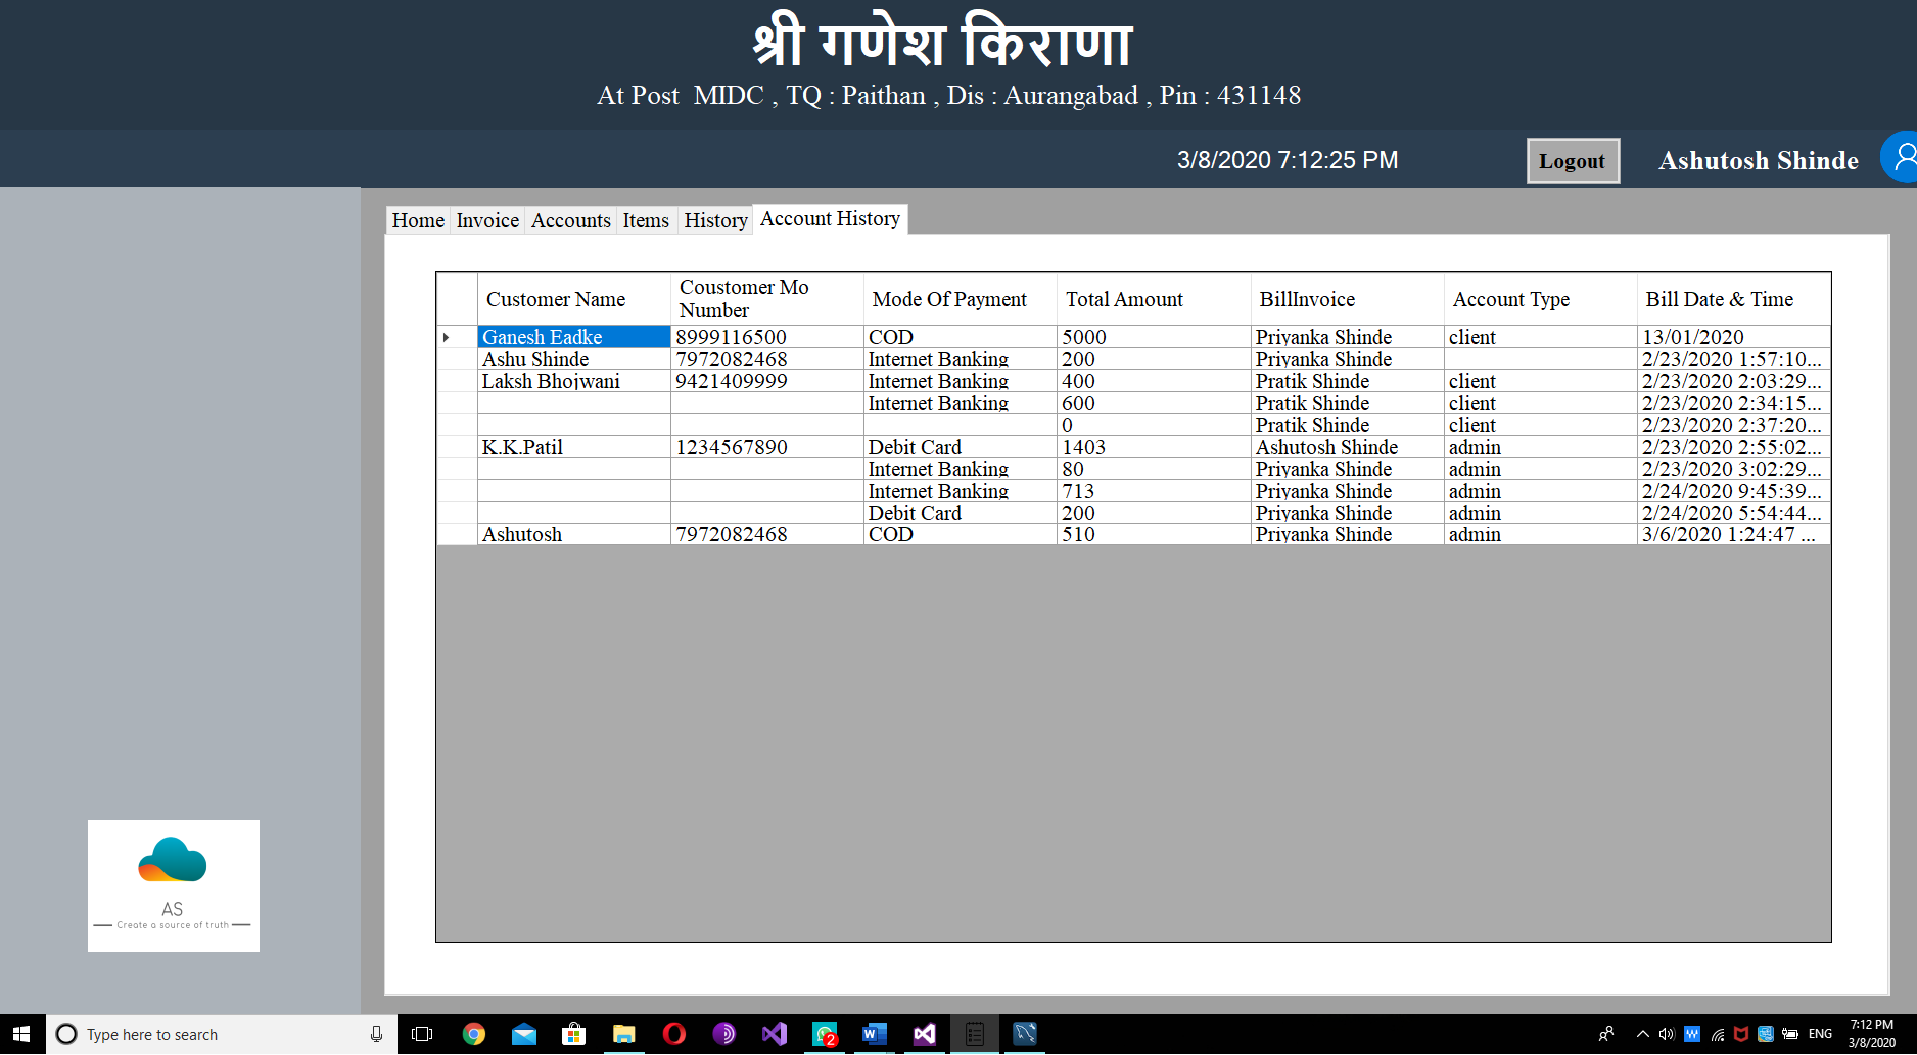 श्री गणेश किराणा
At Post MIDC , TQ : Paithan , Dis : Aurangabad , Pin : 431148
3/8/2020 7:12:25 PM Logout Ashutosh Shinde
Home Invoice Accounts Items History Account History
Customer Name Coustomer Mo Number Mode Of Payment Total Amount BillInvoice Account Type Bill Date & Time
Ganesh Eadke 8999116500 COD 5000 Priyanka Shinde client 13/01/2020
Ashu Shinde 7972082468 Internet Banking 200 Priyanka Shinde 2/23/2020 1:57:10...
Laksh Bhojwani 9421409999 Internet Banking 400 Pratik Shinde client 2/23/2020 2:03:29...
Internet Banking 600 Pratik Shinde client 2/23/2020 2:34:15...
0 Pratik Shinde client 2/23/2020 2:37:20...
K.K.Patil 1234567890 Debit Card 1403 Ashutosh Shinde admin 2/23/2020 2:55:02...
Internet Banking 80 Priyanka Shinde admin 2/23/2020 3:02:29...
Internet Banking 713 Priyanka Shinde admin 2/24/2020 9:45:39...
Debit Card 200 Priyanka Shinde admin 2/24/2020 5:54:44...
Ashutosh 7972082468 COD 510 Priyanka Shinde admin 3/6/2020 1:24:47 ...
AS
Create a source of truth
Type here to search
2
ENG
7:12 PM
3/8/2020